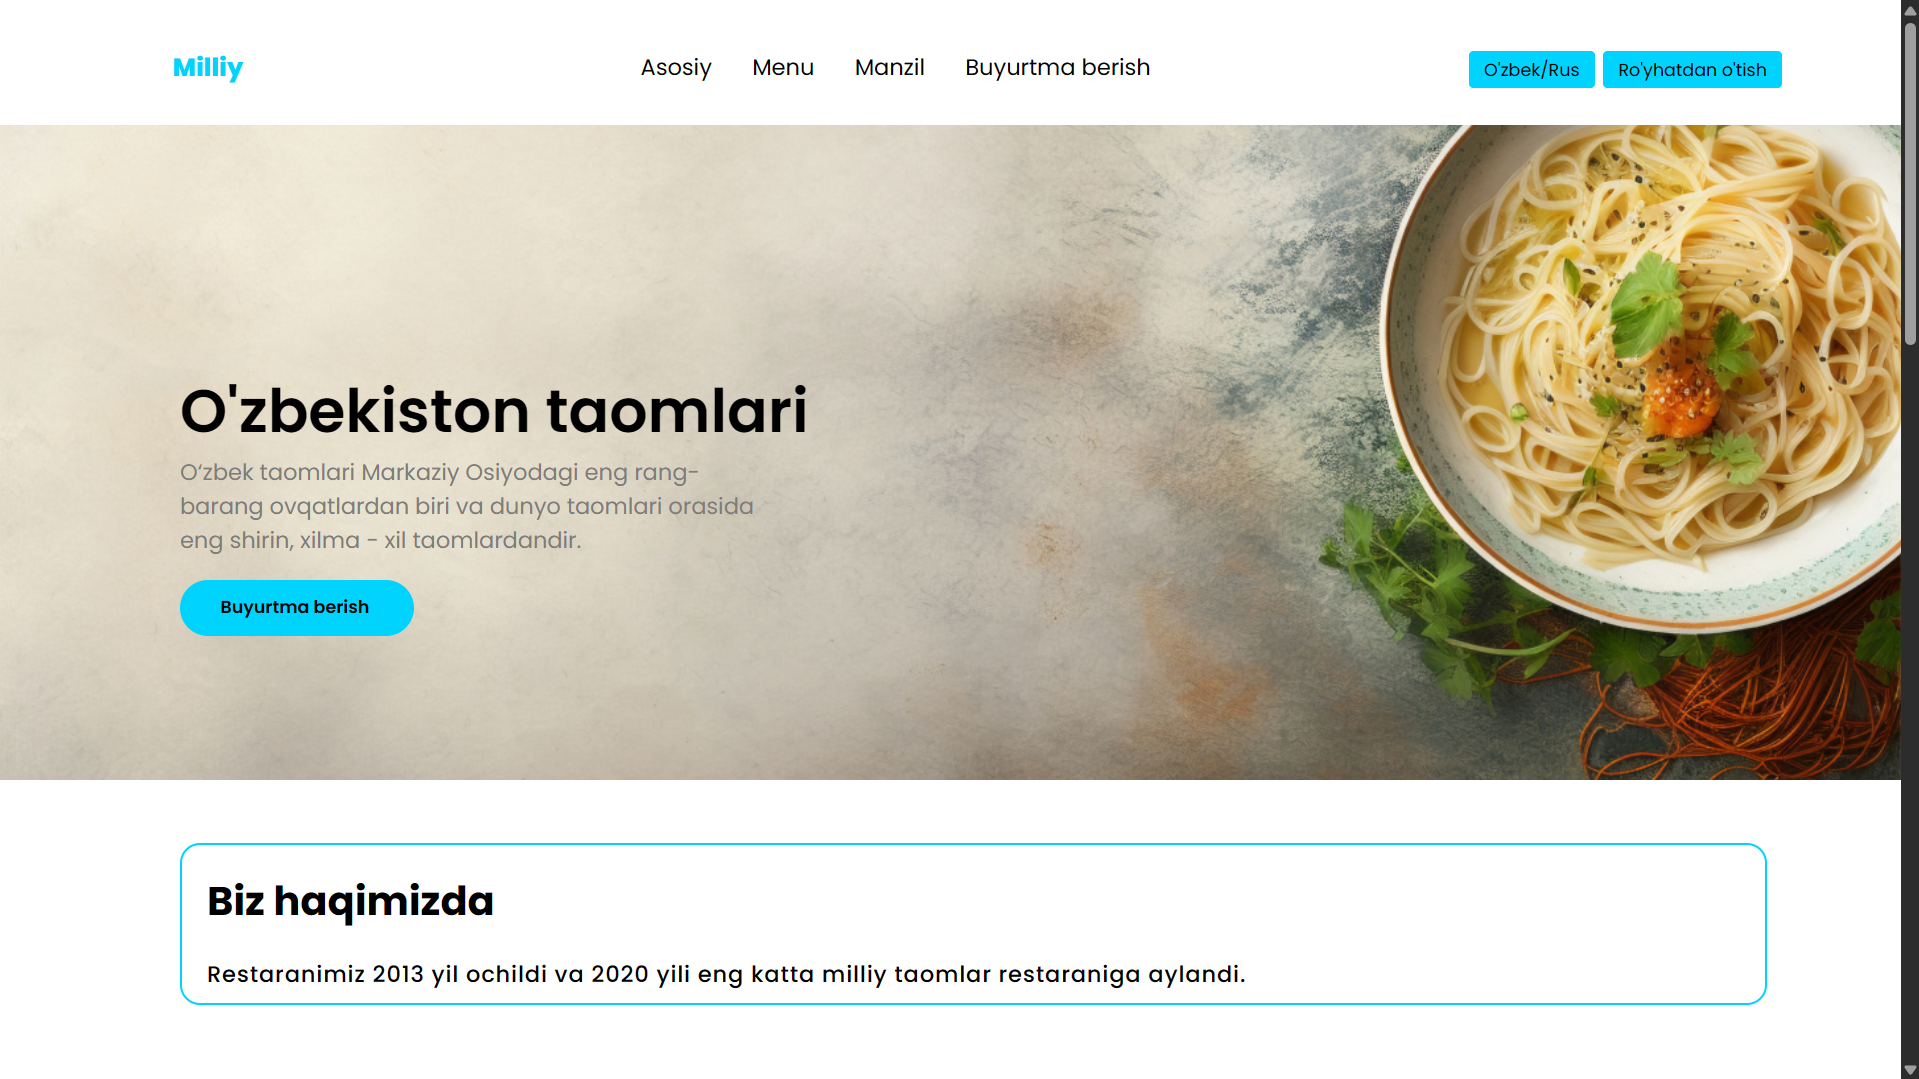 Milliy
Asosiy Menu Manzil Buyurtma berish
O'zbek/Rus Ro'yhatdan o'tish
O'zbekiston taomlari
O‘zbek taomlari Markaziy Osiyodagi eng rang-
barang ovqatlardan biri va dunyo taomlari orasida
eng shirin, xilma - xil taomlardandir.
Buyurtma berish
Biz haqimizda
Restaranimiz 2013 yil ochildi va 2020 yili eng katta milliy taomlar restaraniga aylandi.